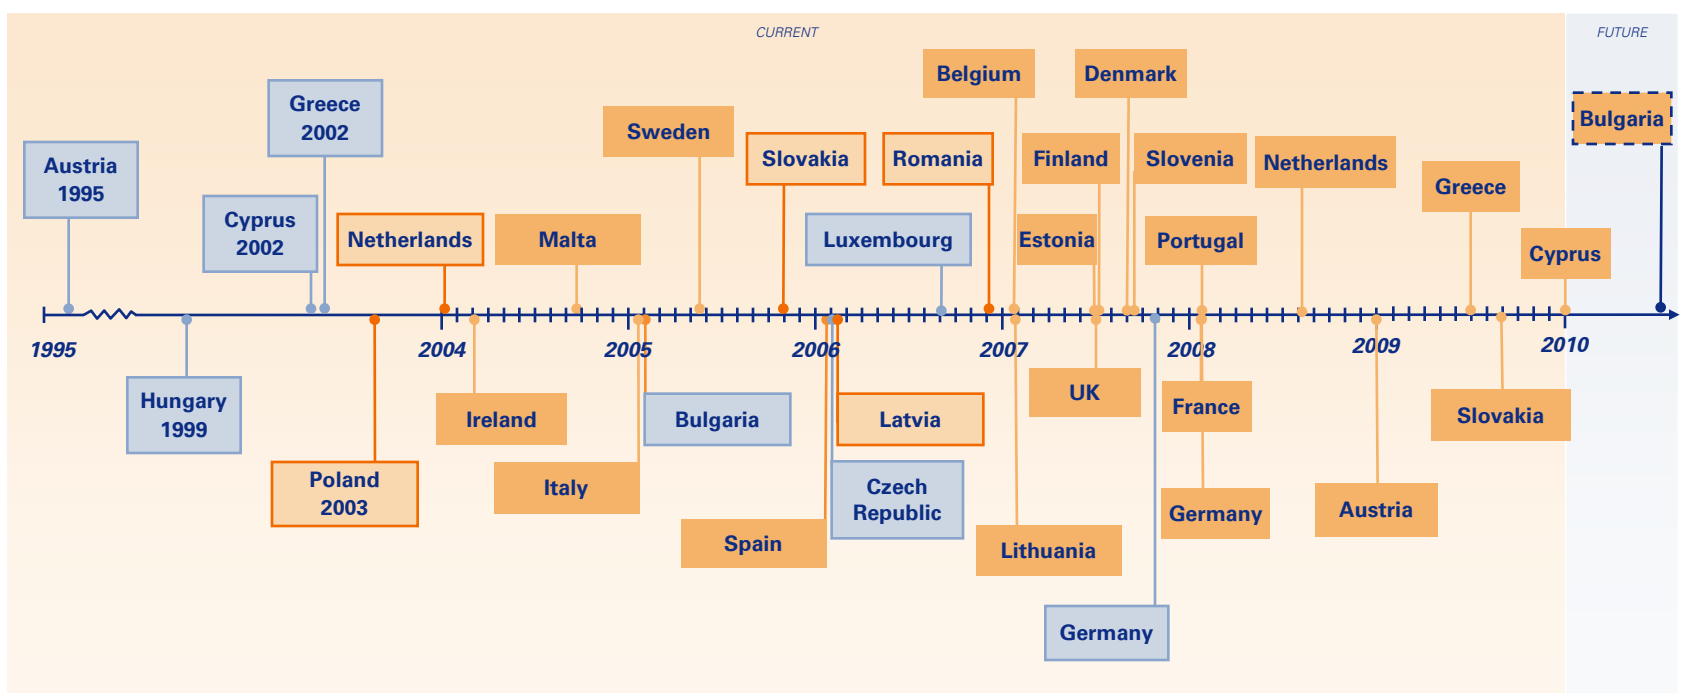 CURRENT
FUTURE
Belgium
Denmark
Greece
2002
Bulgaria
Sweden
Austria
1995
Slovakia
Romania
Finland
Slovenia
Netherlands
Greece
Cyprus
2002
Netherlands
Malta
Luxembourg
Estonia
Portugal
Cyprus
1995
2004
2005
2006
2007
2008
2009
2010
Hungary
1999
Ireland
Bulgaria
Latvia
UK
France
Slovakia
Poland
2003
Italy
Czech
Republic
Germany
Austria
Spain
Lithuania
Germany